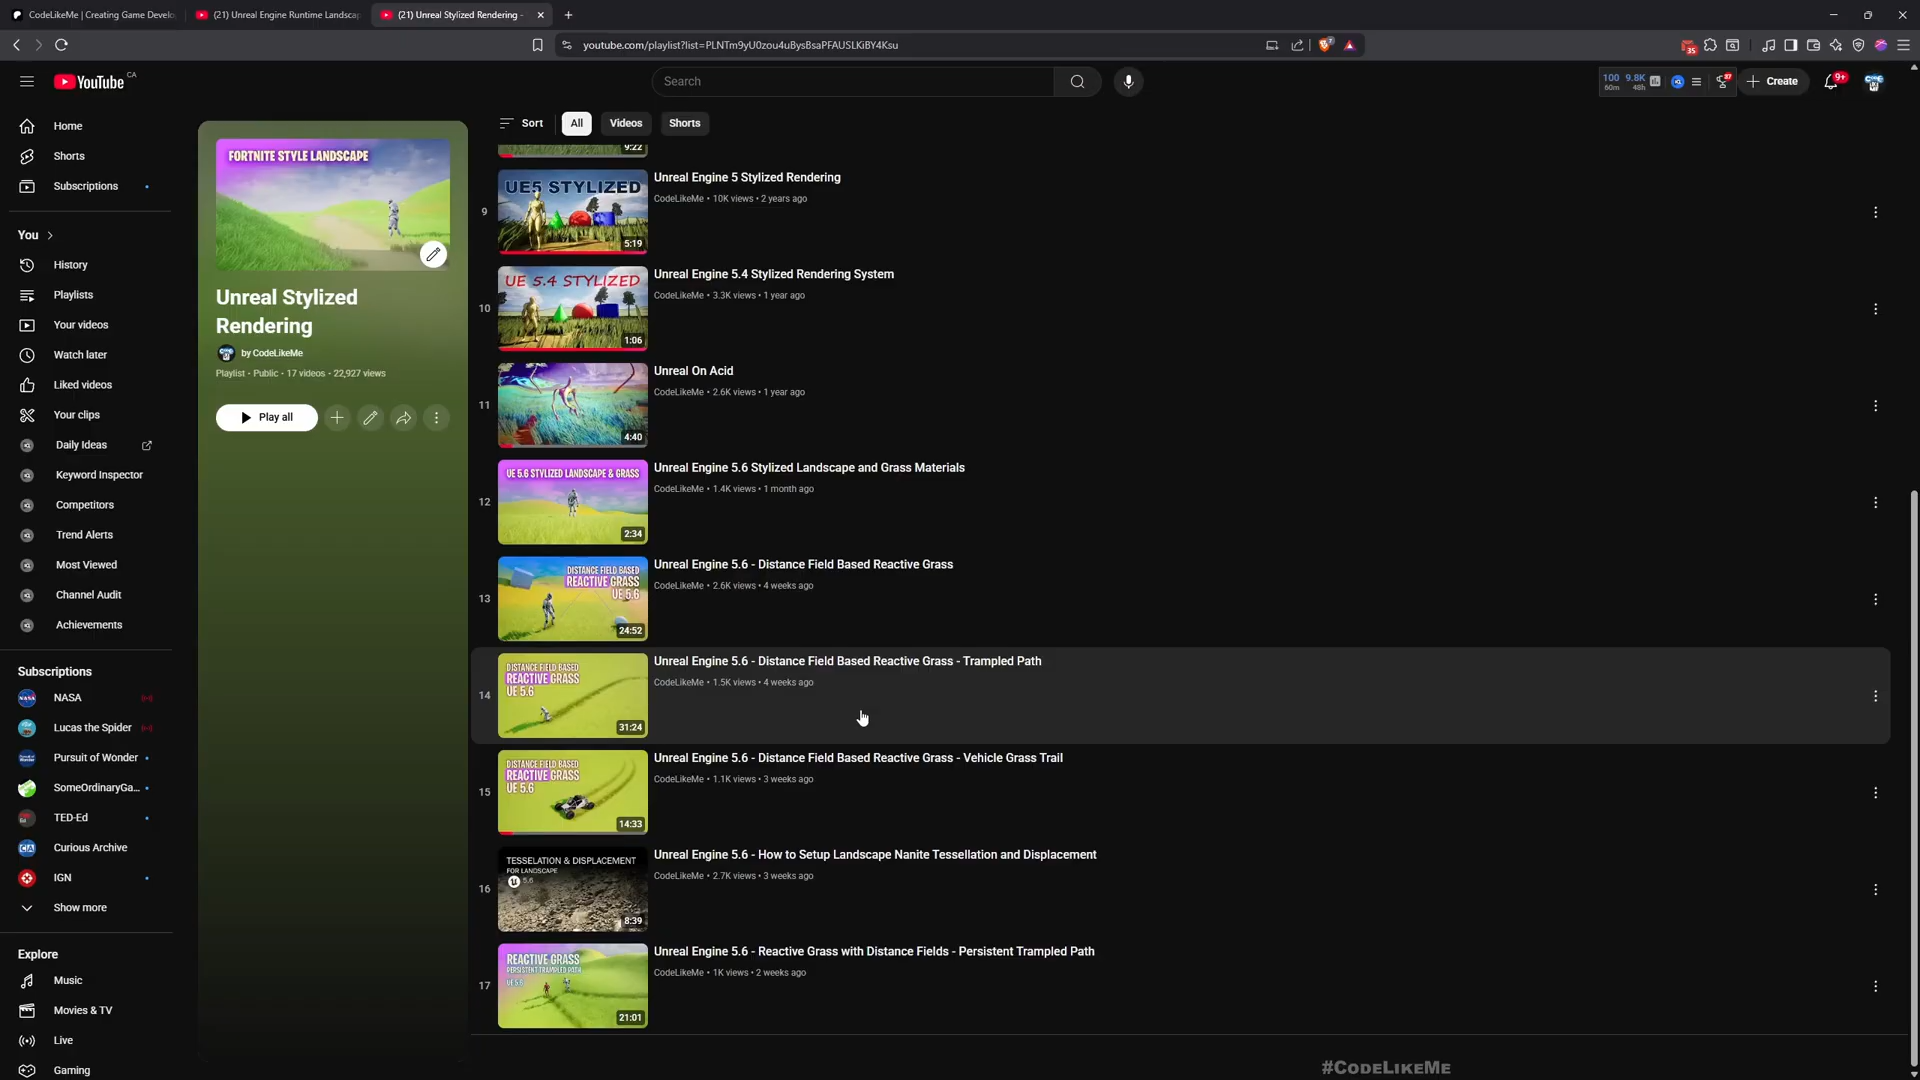 CodeLikeMe | Creating Game Develo
(21) Unreal Engine Runtime Landsca
(21) Unreal Stylized Rendering -
youtube.com/playlist?list=PLNTm9yU0zou4uBysBsaPFAUSLKiBY4Ksu
7
35
YouTube CA
Search
100 60m
9.8K 48h
37
Create
9+
Home
Shorts
Subscriptions
You
History
Playlists
Your videos
Watch later
Liked videos
Your clips
Daily Ideas
Keyword Inspector
Competitors
Trend Alerts
Most Viewed
Channel Audit
Achievements
Subscriptions
NASA
Lucas the Spider
Pursuit of Wonder
SomeOrdinaryGa...
TED-Ed
Curious Archive
IGN
Show more
Explore
Music
Movies & TV
Live
Gaming
FORTNITE STYLE LANDSCAPE
Unreal Stylized
Rendering
by CodeLikeMe
Playlist • Public • 17 videos • 22,927 views
Play all
Sort
All
Videos
Shorts
9:22
9
UE5 STYLIZED
5:19
Unreal Engine 5 Stylized Rendering
CodeLikeMe • 10K views • 2 years ago
10
UE 5.4 STYLIZED
1:06
Unreal Engine 5.4 Stylized Rendering System
CodeLikeMe • 3.3K views • 1 year ago
11
4:40
Unreal On Acid
CodeLikeMe • 2.6K views • 1 year ago
12
UE 5.6 STYLIZED LANDSCAPE & GRASS
2:34
Unreal Engine 5.6 Stylized Landscape and Grass Materials
CodeLikeMe • 1.4K views • 1 month ago
13
DISTANCE FIELD BASED
REACTIVE GRASS
UE 5.6
24:52
Unreal Engine 5.6 - Distance Field Based Reactive Grass
CodeLikeMe • 2.6K views • 4 weeks ago
14
DISTANCE FIELD BASED
REACTIVE GRASS
UE 5.6
31:24
Unreal Engine 5.6 - Distance Field Based Reactive Grass - Trampled Path
CodeLikeMe • 1.5K views • 4 weeks ago
15
DISTANCE FIELD BASED
REACTIVE GRASS
UE 5.6
14:33
Unreal Engine 5.6 - Distance Field Based Reactive Grass - Vehicle Grass Trail
CodeLikeMe • 1.1K views • 3 weeks ago
16
TESSELATION & DISPLACEMENT
FOR LANDSCAPE
5.6
8:39
Unreal Engine 5.6 - How to Setup Landscape Nanite Tessellation and Displacement
CodeLikeMe • 2.7K views • 3 weeks ago
17
REACTIVE GRASS
PERSISTENT TRAMPLED PATH
UE 5.6
21:01
Unreal Engine 5.6 - Reactive Grass with Distance Fields - Persistent Trampled Path
CodeLikeMe • 1K views • 2 weeks ago
#CODELIKEME